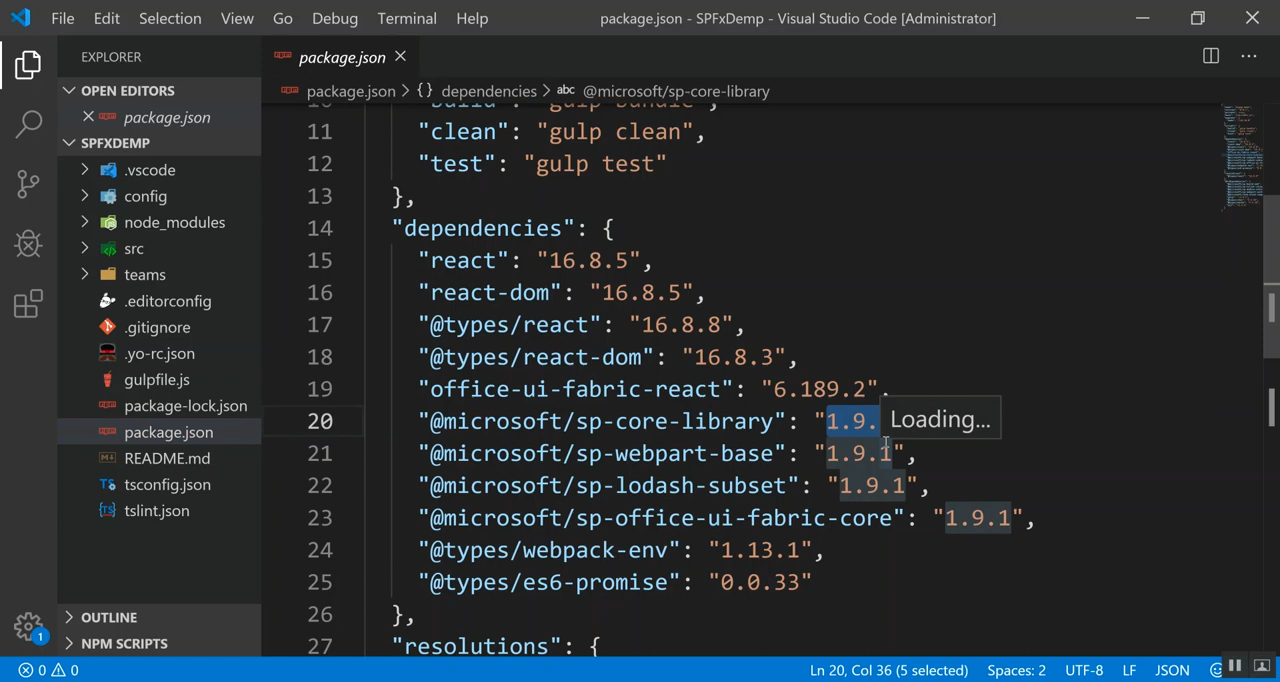 File Edit Selection View Go Debug Terminal Help package.json - SPFxDemp - Visual Studio Code [Administrator]
EXPLORER
OPEN EDITORS
package.json
SPFXDEMP
.vscode
config
node_modules
src
teams
.editorconfig
.gitignore
.yo-rc.json
gulpfile.js
package-lock.json
package.json
README.md
tsconfig.json
tslint.json
OUTLINE
NPM SCRIPTS
1
package.json
package.json > { } dependencies > abc @microsoft/sp-core-library
10 "build": "gulp bundle",
11 "clean": "gulp clean",
12 "test": "gulp test"
13 },
14 "dependencies": {
15 "react": "16.8.5",
16 "react-dom": "16.8.5",
17 "@types/react": "16.8.8",
18 "@types/react-dom": "16.8.3",
19 "office-ui-fabric-react": "6.189.2",
20 "@microsoft/sp-core-library": "1.9. Loading...
21 "@microsoft/sp-webpart-base": "1.9.1",
22 "@microsoft/sp-lodash-subset": "1.9.1",
23 "@microsoft/sp-office-ui-fabric-core": "1.9.1",
24 "@types/webpack-env": "1.13.1",
25 "@types/es6-promise": "0.0.33"
26 },
27 "resolutions": {
0 0 Ln 20, Col 36 (5 selected) Spaces: 2 UTF-8 LF JSON